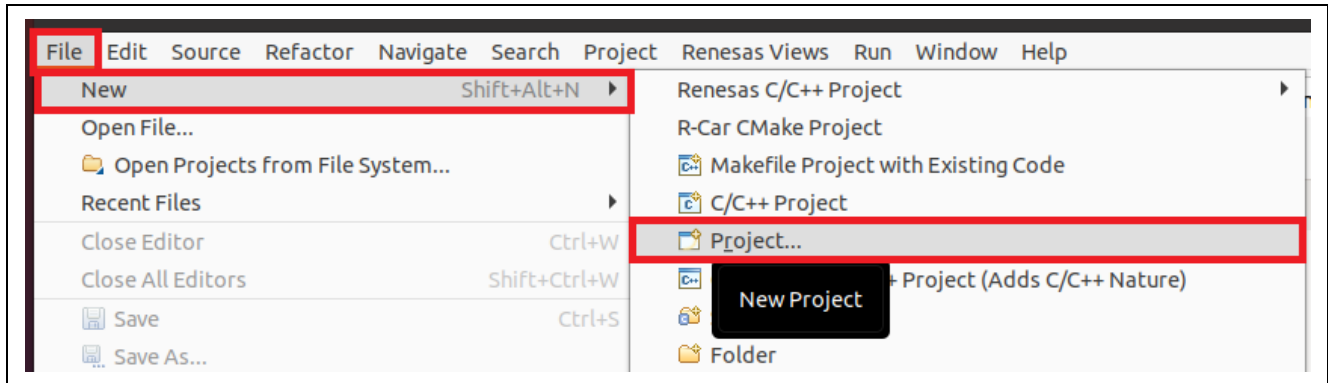 File Edit Source Refactor Navigate Search Project Renesas Views Run Window Help
New Shift+Alt+N
Open File...
Open Projects from File System...
Recent Files
Close Editor Ctrl+W
Close All Editors Shift+Ctrl+W
Save Ctrl+S
Save As...
Renesas C/C++ Project
R-Car CMake Project
Makefile Project with Existing Code
C/C++ Project
Project...
Project (Adds C/C++ Nature)
New Project
Folder